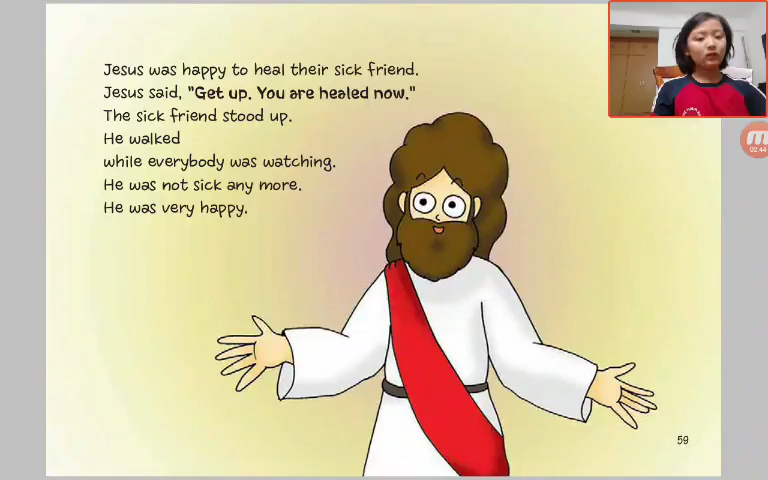 Jesus was happy to heal their sick friend.
Jesus said, "Get up. You are healed now."
The sick friend stood up.
He walked
while everybody was watching.
He was not sick any more.
He was very happy.
59
02:44